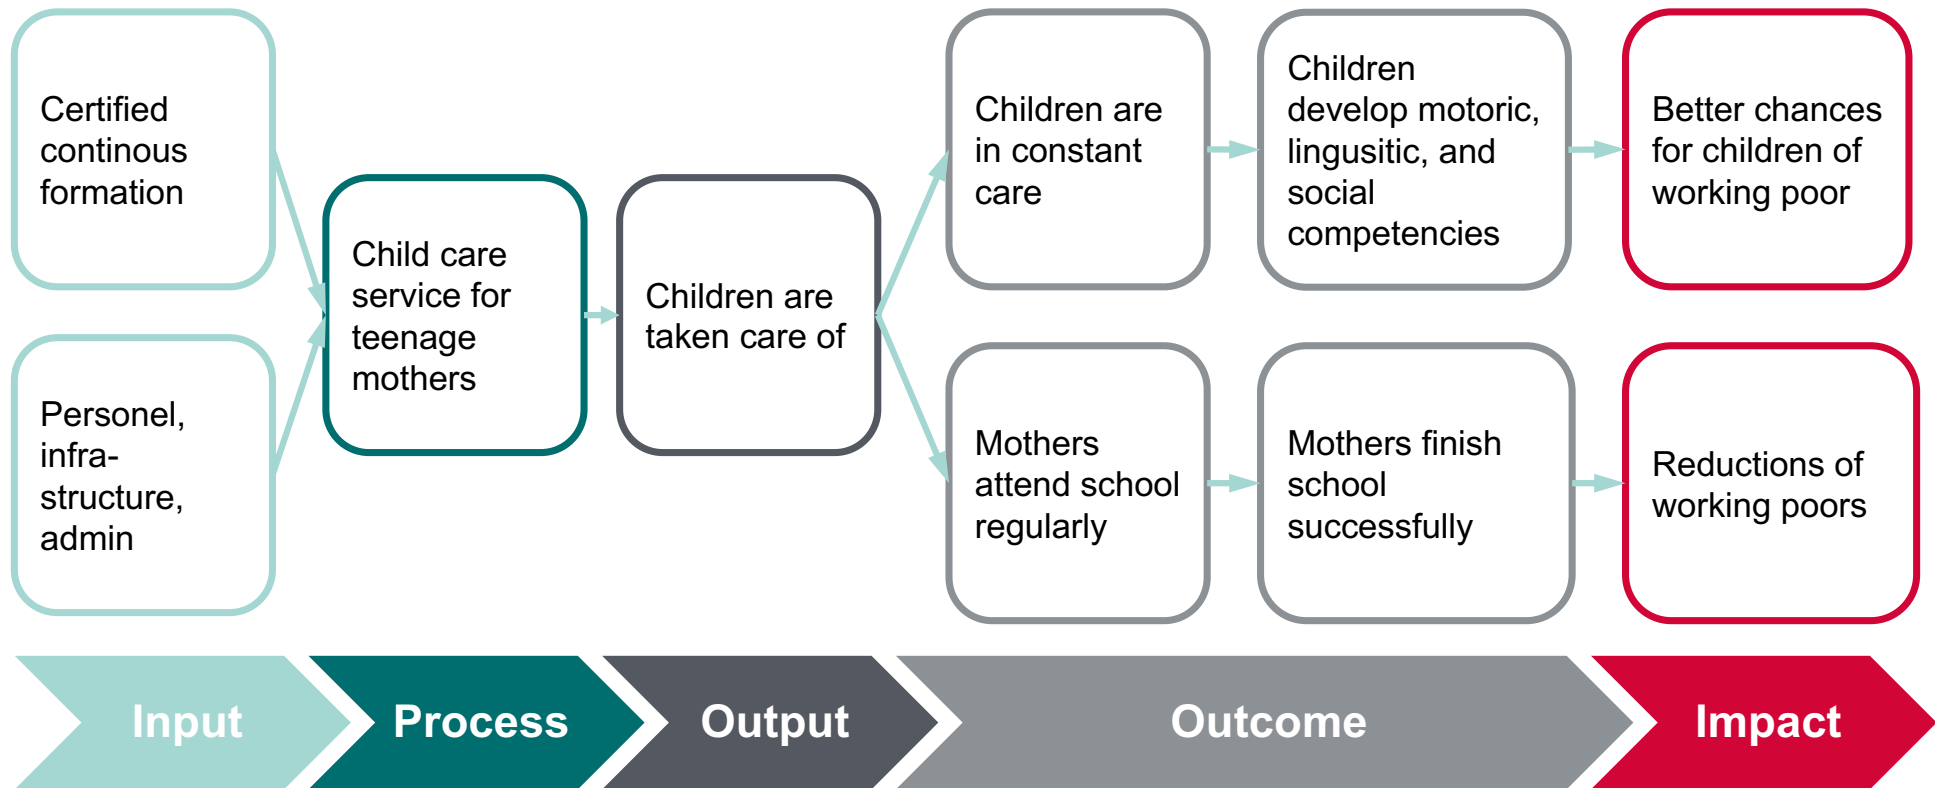 Certified
continous
formation
Personel,
infra-
structure,
admin
Child care
service for
teenage
mothers
Children are
taken care of
Children are
in constant
care
Children
develop motoric,
lingusitic, and
social
competencies
Better chances
for children of
working poor
Mothers
attend school
regularly
Mothers finish
school
successfully
Reductions of
working poors
Input
Process
Output
Outcome
Impact